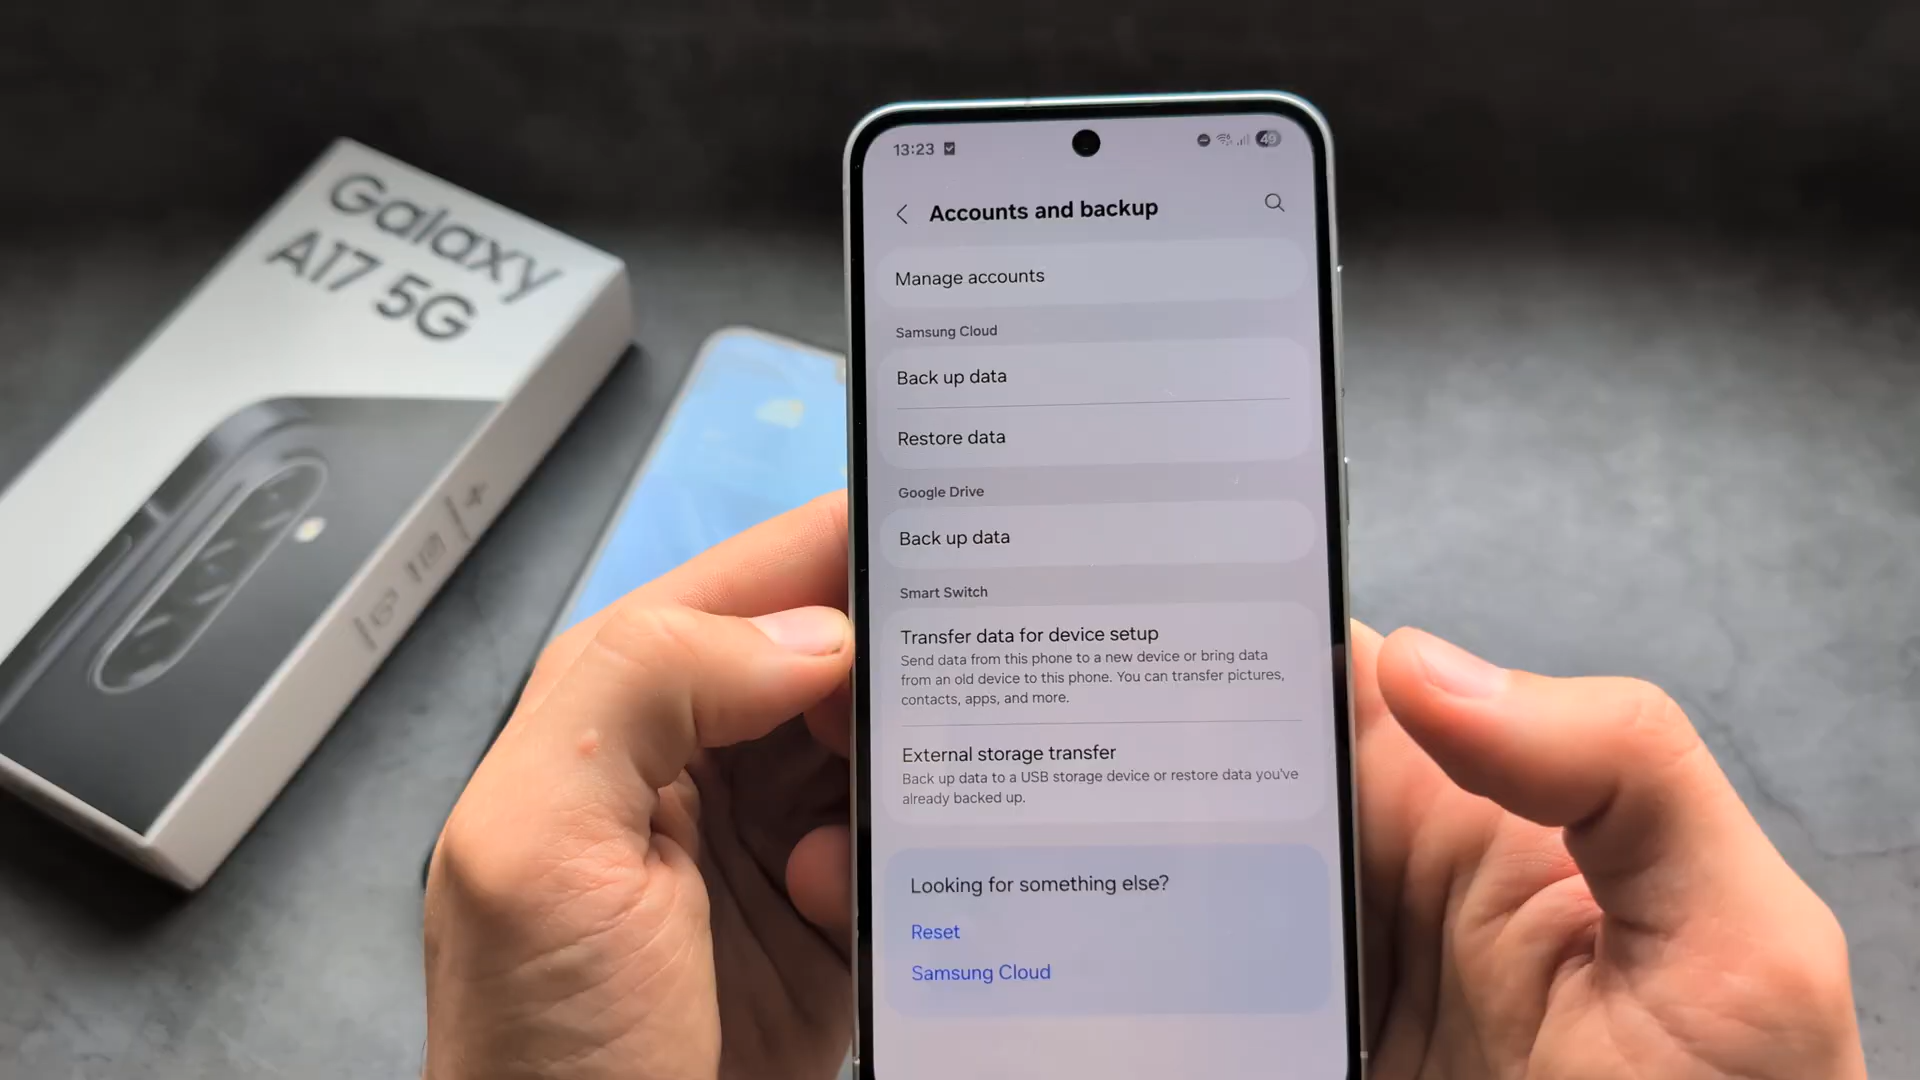 Galaxy
A17 5G
13:23
49
Accounts and backup
Manage accounts
Samsung Cloud
Back up data
Restore data
Google Drive
Back up data
Smart Switch
Transfer data for device setup
Send data from this phone to a new device or bring data
from an old device to this phone. You can transfer pictures,
contacts, apps, and more.
External storage transfer
Back up data to a USB storage device or restore data you've
already backed up.
Looking for something else?
Reset
Samsung Cloud